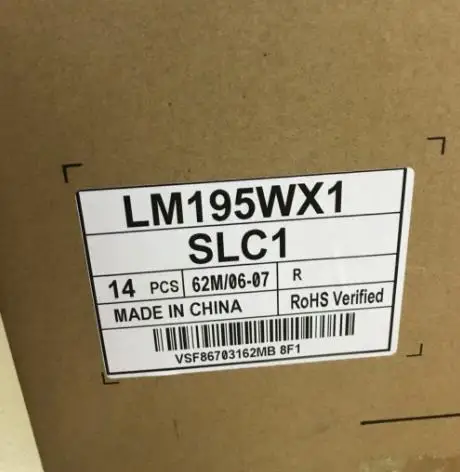 LM195WX1
SLC1
14 PCS 62M/06-07 R
MADE IN CHINA RoHS Verified
VSF86703162MB 8F1